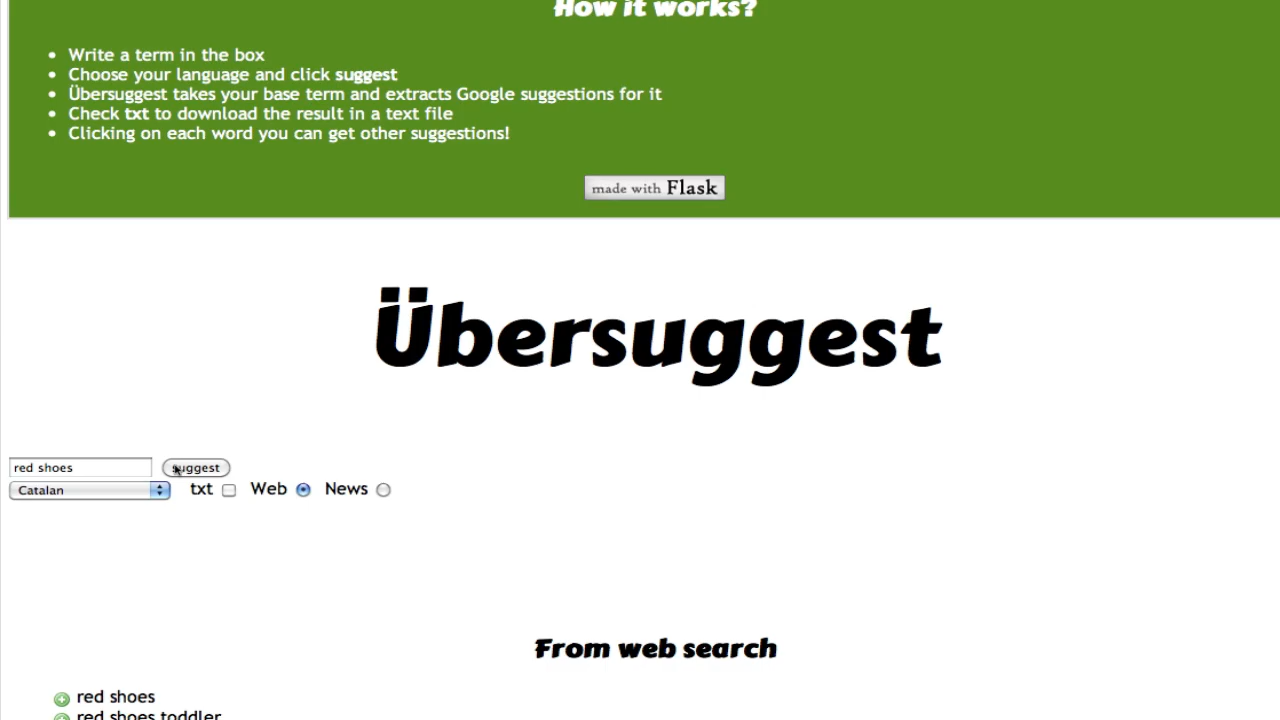 How it works?
Write a term in the box
Choose your language and click suggest
Übersuggest takes your base term and extracts Google suggestions for it
Check txt to download the result in a text file
Clicking on each word you can get other suggestions!
made with Flask
Übersuggest
red shoes suggest
Catalan txt Web News
From web search
red shoes
red shoes toddler